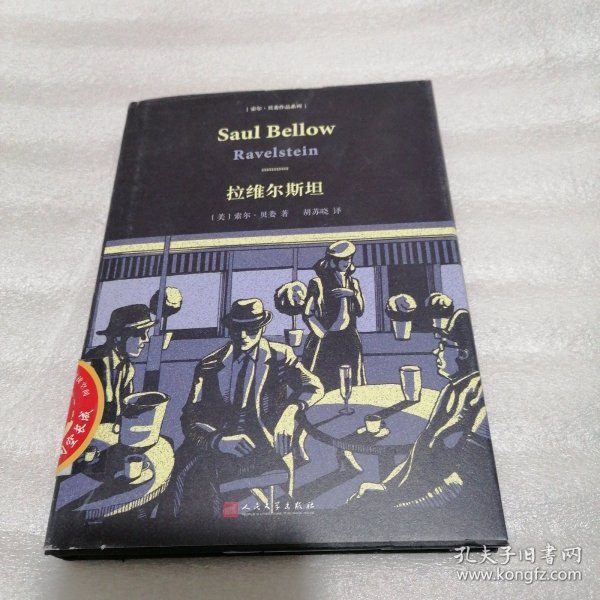 [索尔·贝娄作品系列]
Saul Bellow
Ravelstein
拉维尔斯坦
[美] 索尔·贝娄 著 胡苏晓 译
人民文学出版社
孔夫子旧书网
www.kongfz.com